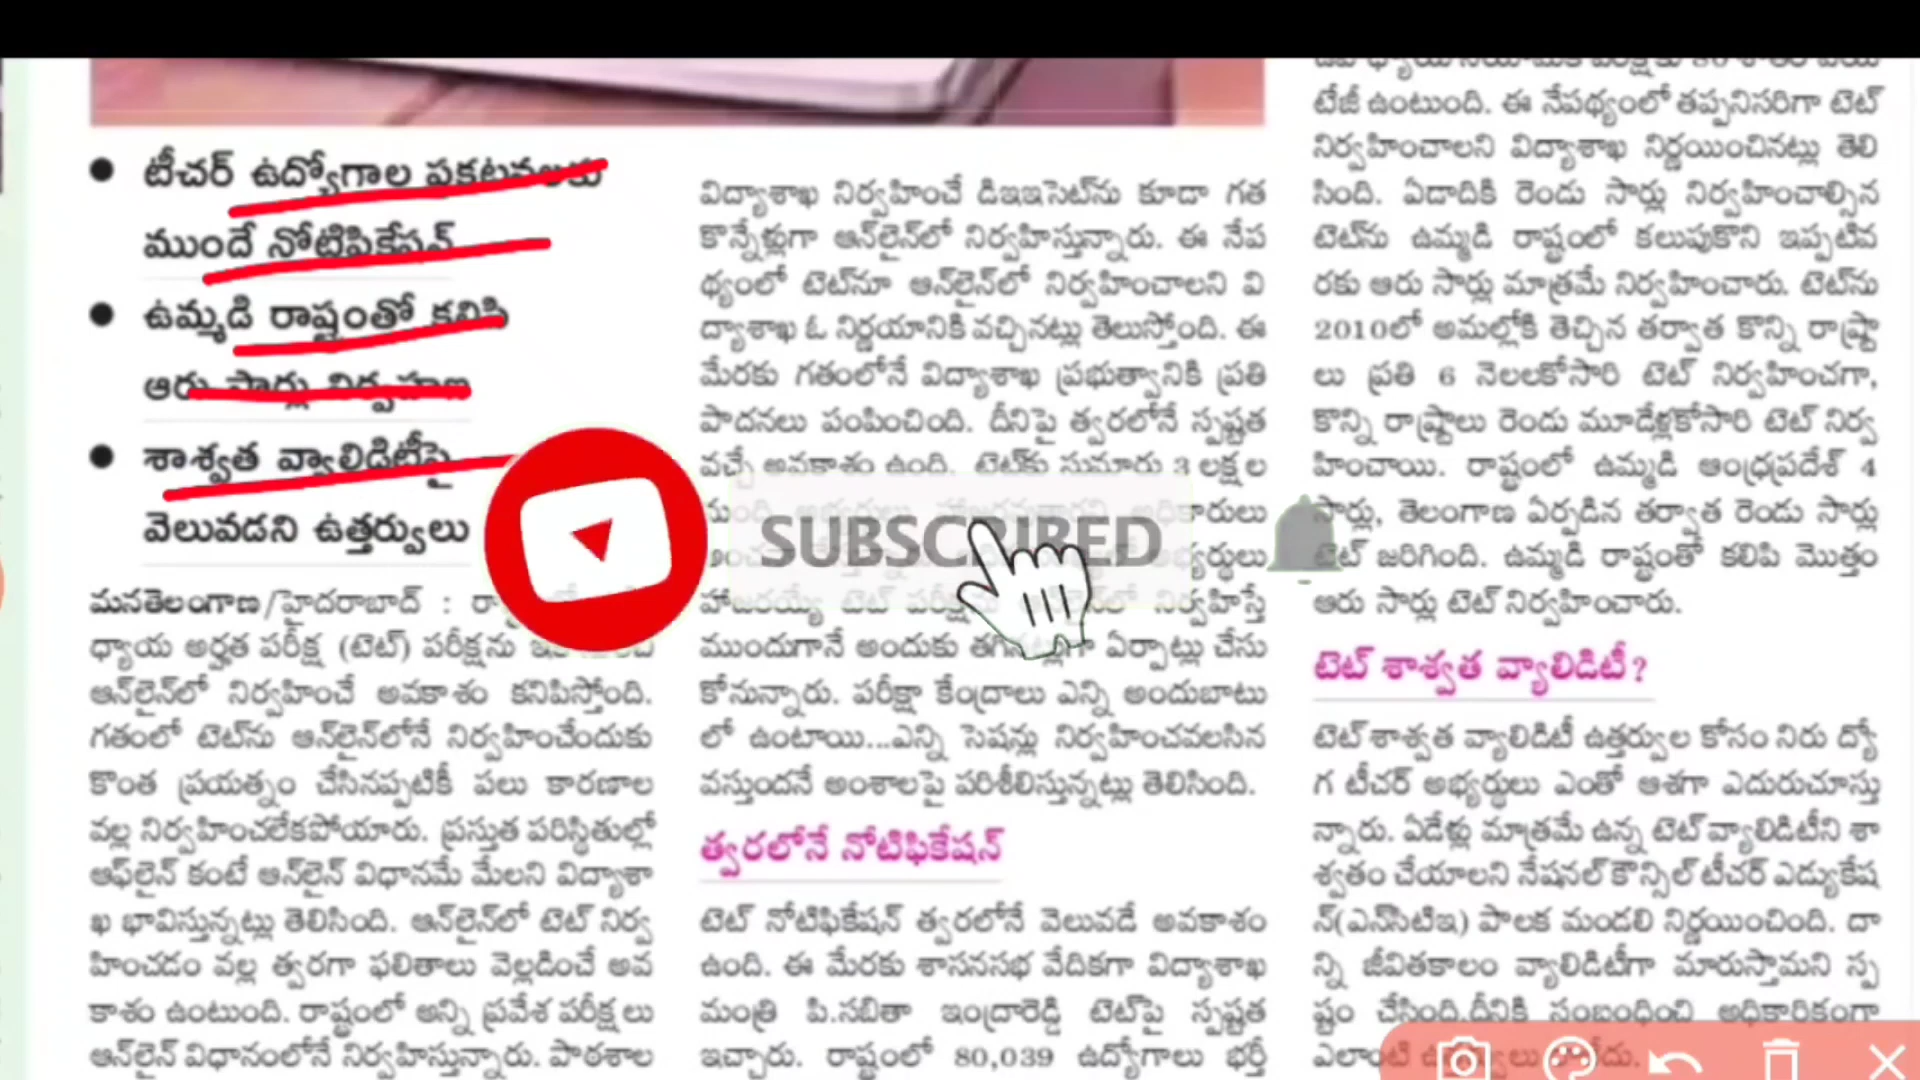 టీచర్ ఉద్యోగాల ప్రకటనలకు
ముందే నోటిఫికేషన్
ఉమ్మడి రాష్ట్రంతో కలిపి
ఆరు సార్లు నిర్వహణ
శాశ్వత వ్యాలిడిటీపై
వెలువడని ఉత్తర్వులు
మనతెలంగాణ/హైదరాబాద్ :
ధ్యాయ అర్హత పరీక్ష (టెట్) పరీక్షను
ఆన్‌లైన్‌లో నిర్వహించే అవకాశం కనిపిస్తోంది.
గతంలో టెట్‌ను ఆన్‌లైన్‌లోనే నిర్వహించేందుకు
కొంత ప్రయత్నం చేసినప్పటికీ పలు కారణాల
వల్ల నిర్వహించలేకపోయారు. ప్రస్తుత పరిస్థితుల్లో
ఆఫ్‌లైన్ కంటే ఆన్‌లైన్ విధానమే మేలని విద్యాశా
ఖ భావిస్తున్నట్లు తెలిసింది. ఆన్‌లైన్‌లో టెట్ నిర్వ
హించడం వల్ల త్వరగా ఫలితాలు వెల్లడించే అవ
కాశం ఉంటుంది. రాష్ట్రంలో అన్ని ప్రవేశ పరీక్షలు
ఆన్‌లైన్ విధానంలోనే నిర్వహిస్తున్నారు. పాఠశాల
విద్యాశాఖ నిర్వహించే డిఇఇసెట్‌ను కూడా గత
కొన్నేళ్లుగా ఆన్‌లైన్‌లో నిర్వహిస్తున్నారు. ఈ నేప
థ్యంలో టెట్‌నూ ఆన్‌లైన్‌లో నిర్వహించాలని వి
ద్యాశాఖ ఓ నిర్ణయానికి వచ్చినట్లు తెలుస్తోంది. ఈ
మేరకు గతంలోనే విద్యాశాఖ ప్రభుత్వానికి ప్రతి
పాదనలు పంపించింది. దీనిపై త్వరలోనే స్పష్టత
వచ్చే అవకాశం ఉంది. టెట్‌కు సుమారు 3 లక్షల
SUBSCRIBED
హాజరయ్యే టెట్ నిర్వహిస్తే
ముందుగానే అందుకు తగినట్లుగా ఏర్పాట్లు చేసు
కోనున్నారు. పరీక్షా కేంద్రాలు ఎన్ని అందుబాటు
లో ఉంటాయి...ఎన్ని సెషన్లు నిర్వహించవలసిన
వస్తుందనే అంశాలపై పరిశీలిస్తున్నట్లు తెలిసింది.
త్వరలోనే నోటిఫికేషన్
టెట్ నోటిఫికేషన్ త్వరలోనే వెలువడే అవకాశం
ఉంది. ఈ మేరకు శాసనసభ వేదికగా విద్యాశాఖ
మంత్రి పి.సబితా ఇంద్రారెడ్డి టెట్‌పై స్పష్టత
ఇచ్చారు. రాష్ట్రంలో 80,039 ఉద్యోగాలు భర్తీ
టేజీ ఉంటుంది. ఈ నేపథ్యంలో తప్పనిసరిగా టెట్
నిర్వహించాలని విద్యాశాఖ నిర్ణయించినట్లు తెలి
సింది. ఏడాదికి రెండు సార్లు నిర్వహించాల్సిన
టెట్‌ను ఉమ్మడి రాష్ట్రంలో కలుపుకొని ఇప్పటివ
రకు ఆరు సార్లు మాత్రమే నిర్వహించారు. టెట్‌ను
2010లో అమల్లోకి తెచ్చిన తర్వాత కొన్ని రాష్ట్రా
లు ప్రతి 6 నెలలకోసారి టెట్ నిర్వహించగా,
కొన్ని రాష్ట్రాలు రెండు మూడేళ్లకోసారి టెట్ నిర్వ
హించాయి. రాష్ట్రంలో ఉమ్మడి ఆంధ్రప్రదేశ్ 4
సార్లు, తెలంగాణ ఏర్పడిన తర్వాత రెండు సార్లు
టెట్ జరిగింది. ఉమ్మడి రాష్ట్రంతో కలిపి మొత్తం
ఆరు సార్లు టెట్ నిర్వహించారు.
టెట్ శాశ్వత వ్యాలిడిటీ?
టెట్ శాశ్వత వ్యాలిడిటీ ఉత్తర్వుల కోసం నిరు ద్యో
గ టీచర్ అభ్యర్థులు ఎంతో ఆశగా ఎదురుచూస్తు
న్నారు. ఏడేళ్లు మాత్రమే ఉన్న టెట్ వ్యాలిడిటీని శా
శ్వతం చేయాలని నేషనల్ కౌన్సిల్ టీచర్ ఎడ్యుకేష
న్(ఎన్‌సిటిఇ) పాలక మండలి నిర్ణయించింది. దా
న్ని జీవితకాలం వ్యాలిడిటీగా మారుస్తామని స్ప
ష్టం చేసింది.దీనికి సంబంధించి అధికారికంగా
ఎలాంటి